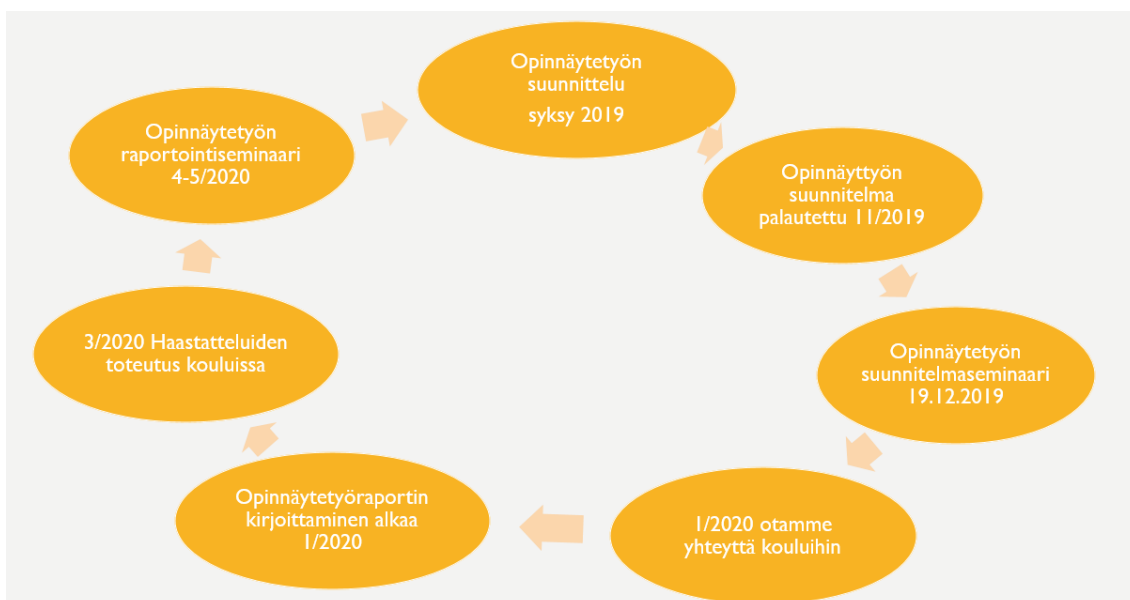 Opinnäytetyön
suunnittelu
syksy 2019
Opinnäyttyön
suunnitelma
palautettu 11/2019
Opinnäytetyön
suunnitelmaseminaari
19.12.2019
1/2020 otamme
yhteyttä kouluihin
Opinnäytetyöraportin
kirjoittaminen alkaa
1/2020
3/2020 Haastatteluiden
toteutus kouluissa
Opinnäytetyön
raportointiseminaari
4-5/2020